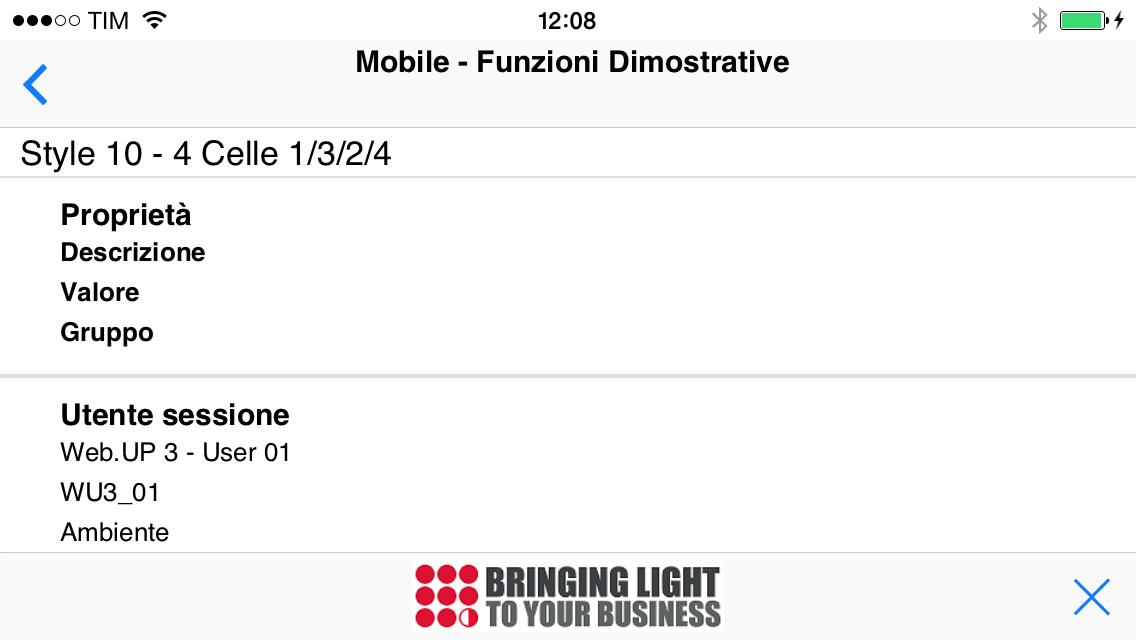 TIM 12:08
Mobile - Funzioni Dimostrative
Style 10 - 4 Celle 1/3/2/4
Proprietà
Descrizione
Valore
Gruppo
Utente sessione
Web.UP 3 - User 01
WU3_01
Ambiente
BRINGING LIGHT
TO YOUR BUSINESS